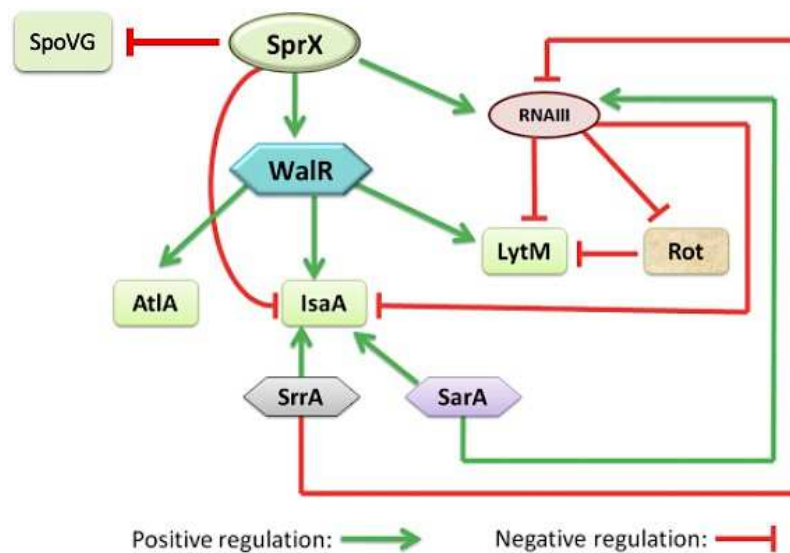 SpoVG
SprX
RNAIII
WalR
LytM
Rot
AtlA
IsaA
SrrA
SarA
Positive regulation:
Negative regulation: